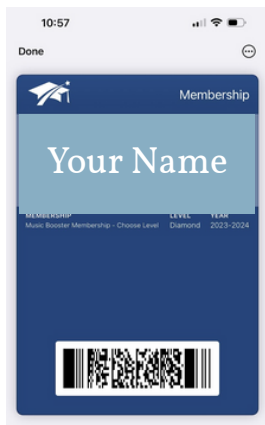 10:57
Done
Membership
Your Name
MEMBERSHIP LEVEL YEAR
Music Booster Membership - Choose Level Diamond 2023-2024